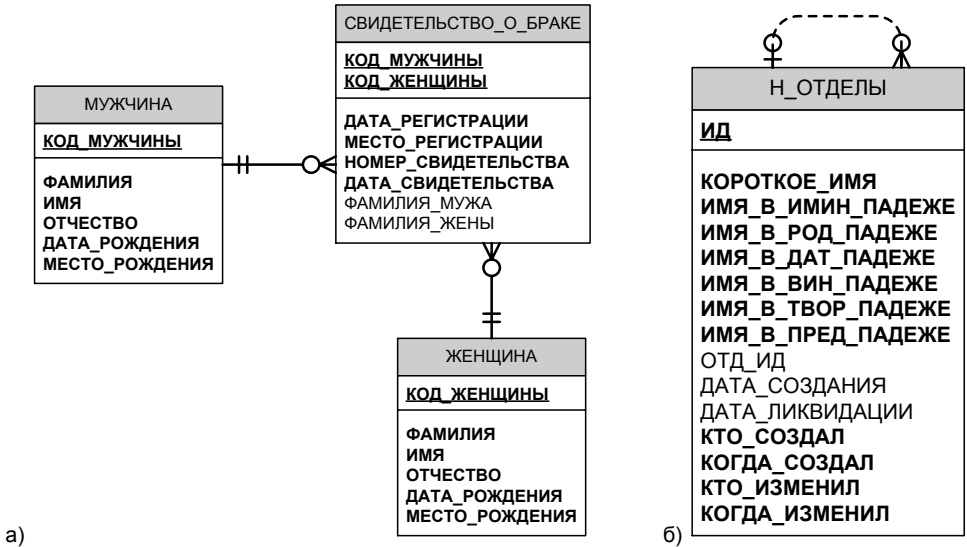 МУЖЧИНА
КОД_МУЖЧИНЫ
ФАМИЛИЯ
ИМЯ
ОТЧЕСТВО
ДАТА_РОЖДЕНИЯ
МЕСТО_РОЖДЕНИЯ
СВИДЕТЕЛЬСТВО_О_БРАКЕ
КОД_МУЖЧИНЫ
КОД_ЖЕНЩИНЫ
ДАТА_РЕГИСТРАЦИИ
МЕСТО_РЕГИСТРАЦИИ
НОМЕР_СВИДЕТЕЛЬСТВА
ДАТА_СВИДЕТЕЛЬСТВА
ФАМИЛИЯ_МУЖА
ФАМИЛИЯ_ЖЕНЫ
ЖЕНЩИНА
КОД_ЖЕНЩИНЫ
ФАМИЛИЯ
ИМЯ
ОТЧЕСТВО
ДАТА_РОЖДЕНИЯ
МЕСТО_РОЖДЕНИЯ
а)
Н_ОТДЕЛЫ
ИД
КОРОТКОЕ_ИМЯ
ИМЯ_В_ИМИН_ПАДЕЖЕ
ИМЯ_В_РОД_ПАДЕЖЕ
ИМЯ_В_ДАТ_ПАДЕЖЕ
ИМЯ_В_ВИН_ПАДЕЖЕ
ИМЯ_В_ТВОР_ПАДЕЖЕ
ИМЯ_В_ПРЕД_ПАДЕЖЕ
ОТД_ИД
ДАТА_СОЗДАНИЯ
ДАТА_ЛИКВИДАЦИИ
КТО_СОЗДАЛ
КОГДА_СОЗДАЛ
КТО_ИЗМЕНИЛ
КОГДА_ИЗМЕНИЛ
б)